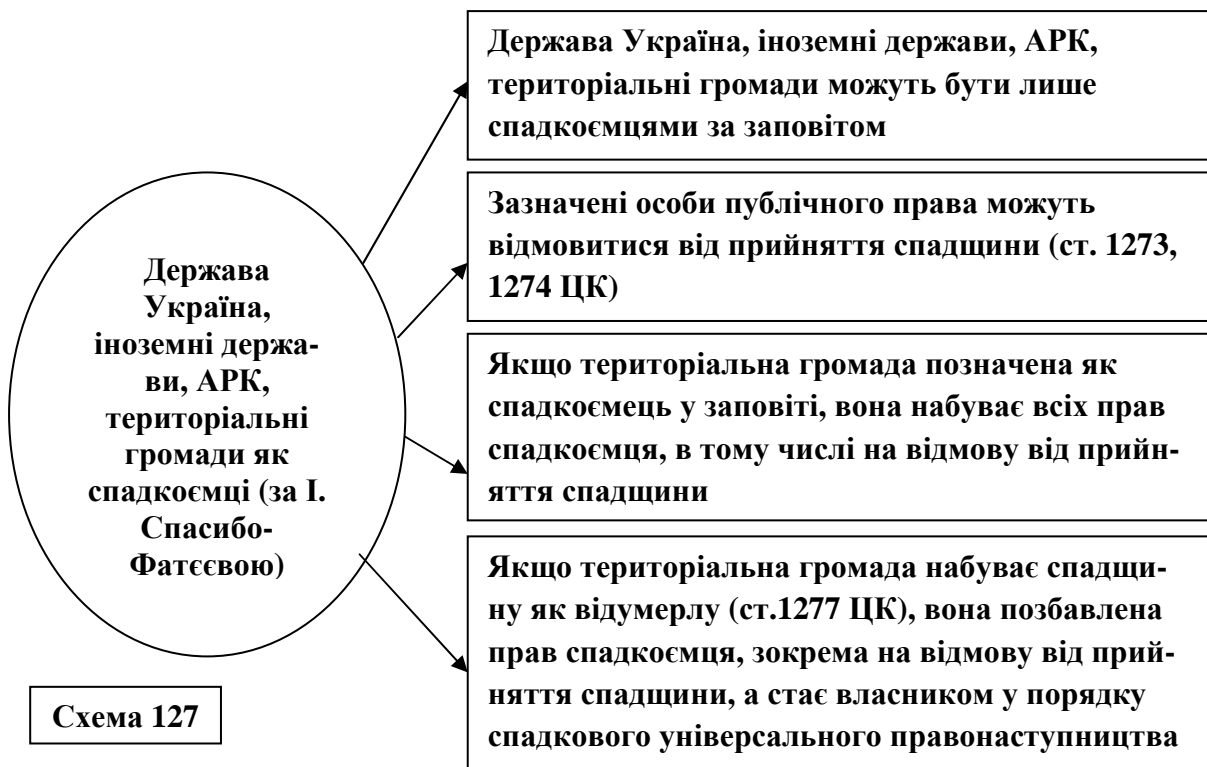 Держава
Україна,
іноземні держа-
ви, АРК,
територіальні
громади як
спадкоємці (за І.
Спасибо-
Фатєєвою)
Держава Україна, іноземні держави, АРК,
територіальні громади можуть бути лише
спадкоємцями за заповітом
Зазначені особи публічного права можуть
відмовитися від прийняття спадщини (ст. 1273,
1274 ЦК)
Якщо територіальна громада позначена як
спадкоємець у заповіті, вона набуває всіх прав
спадкоємця, в тому числі на відмову від прийн-
яття спадщини
Якщо територіальна громада набуває спадщи-
ну як відумерлу (ст.1277 ЦК), вона позбавлена
прав спадкоємця, зокрема на відмову від прий-
няття спадщини, а стає власником у порядку
спадкового універсального правонаступництва
Схема 127